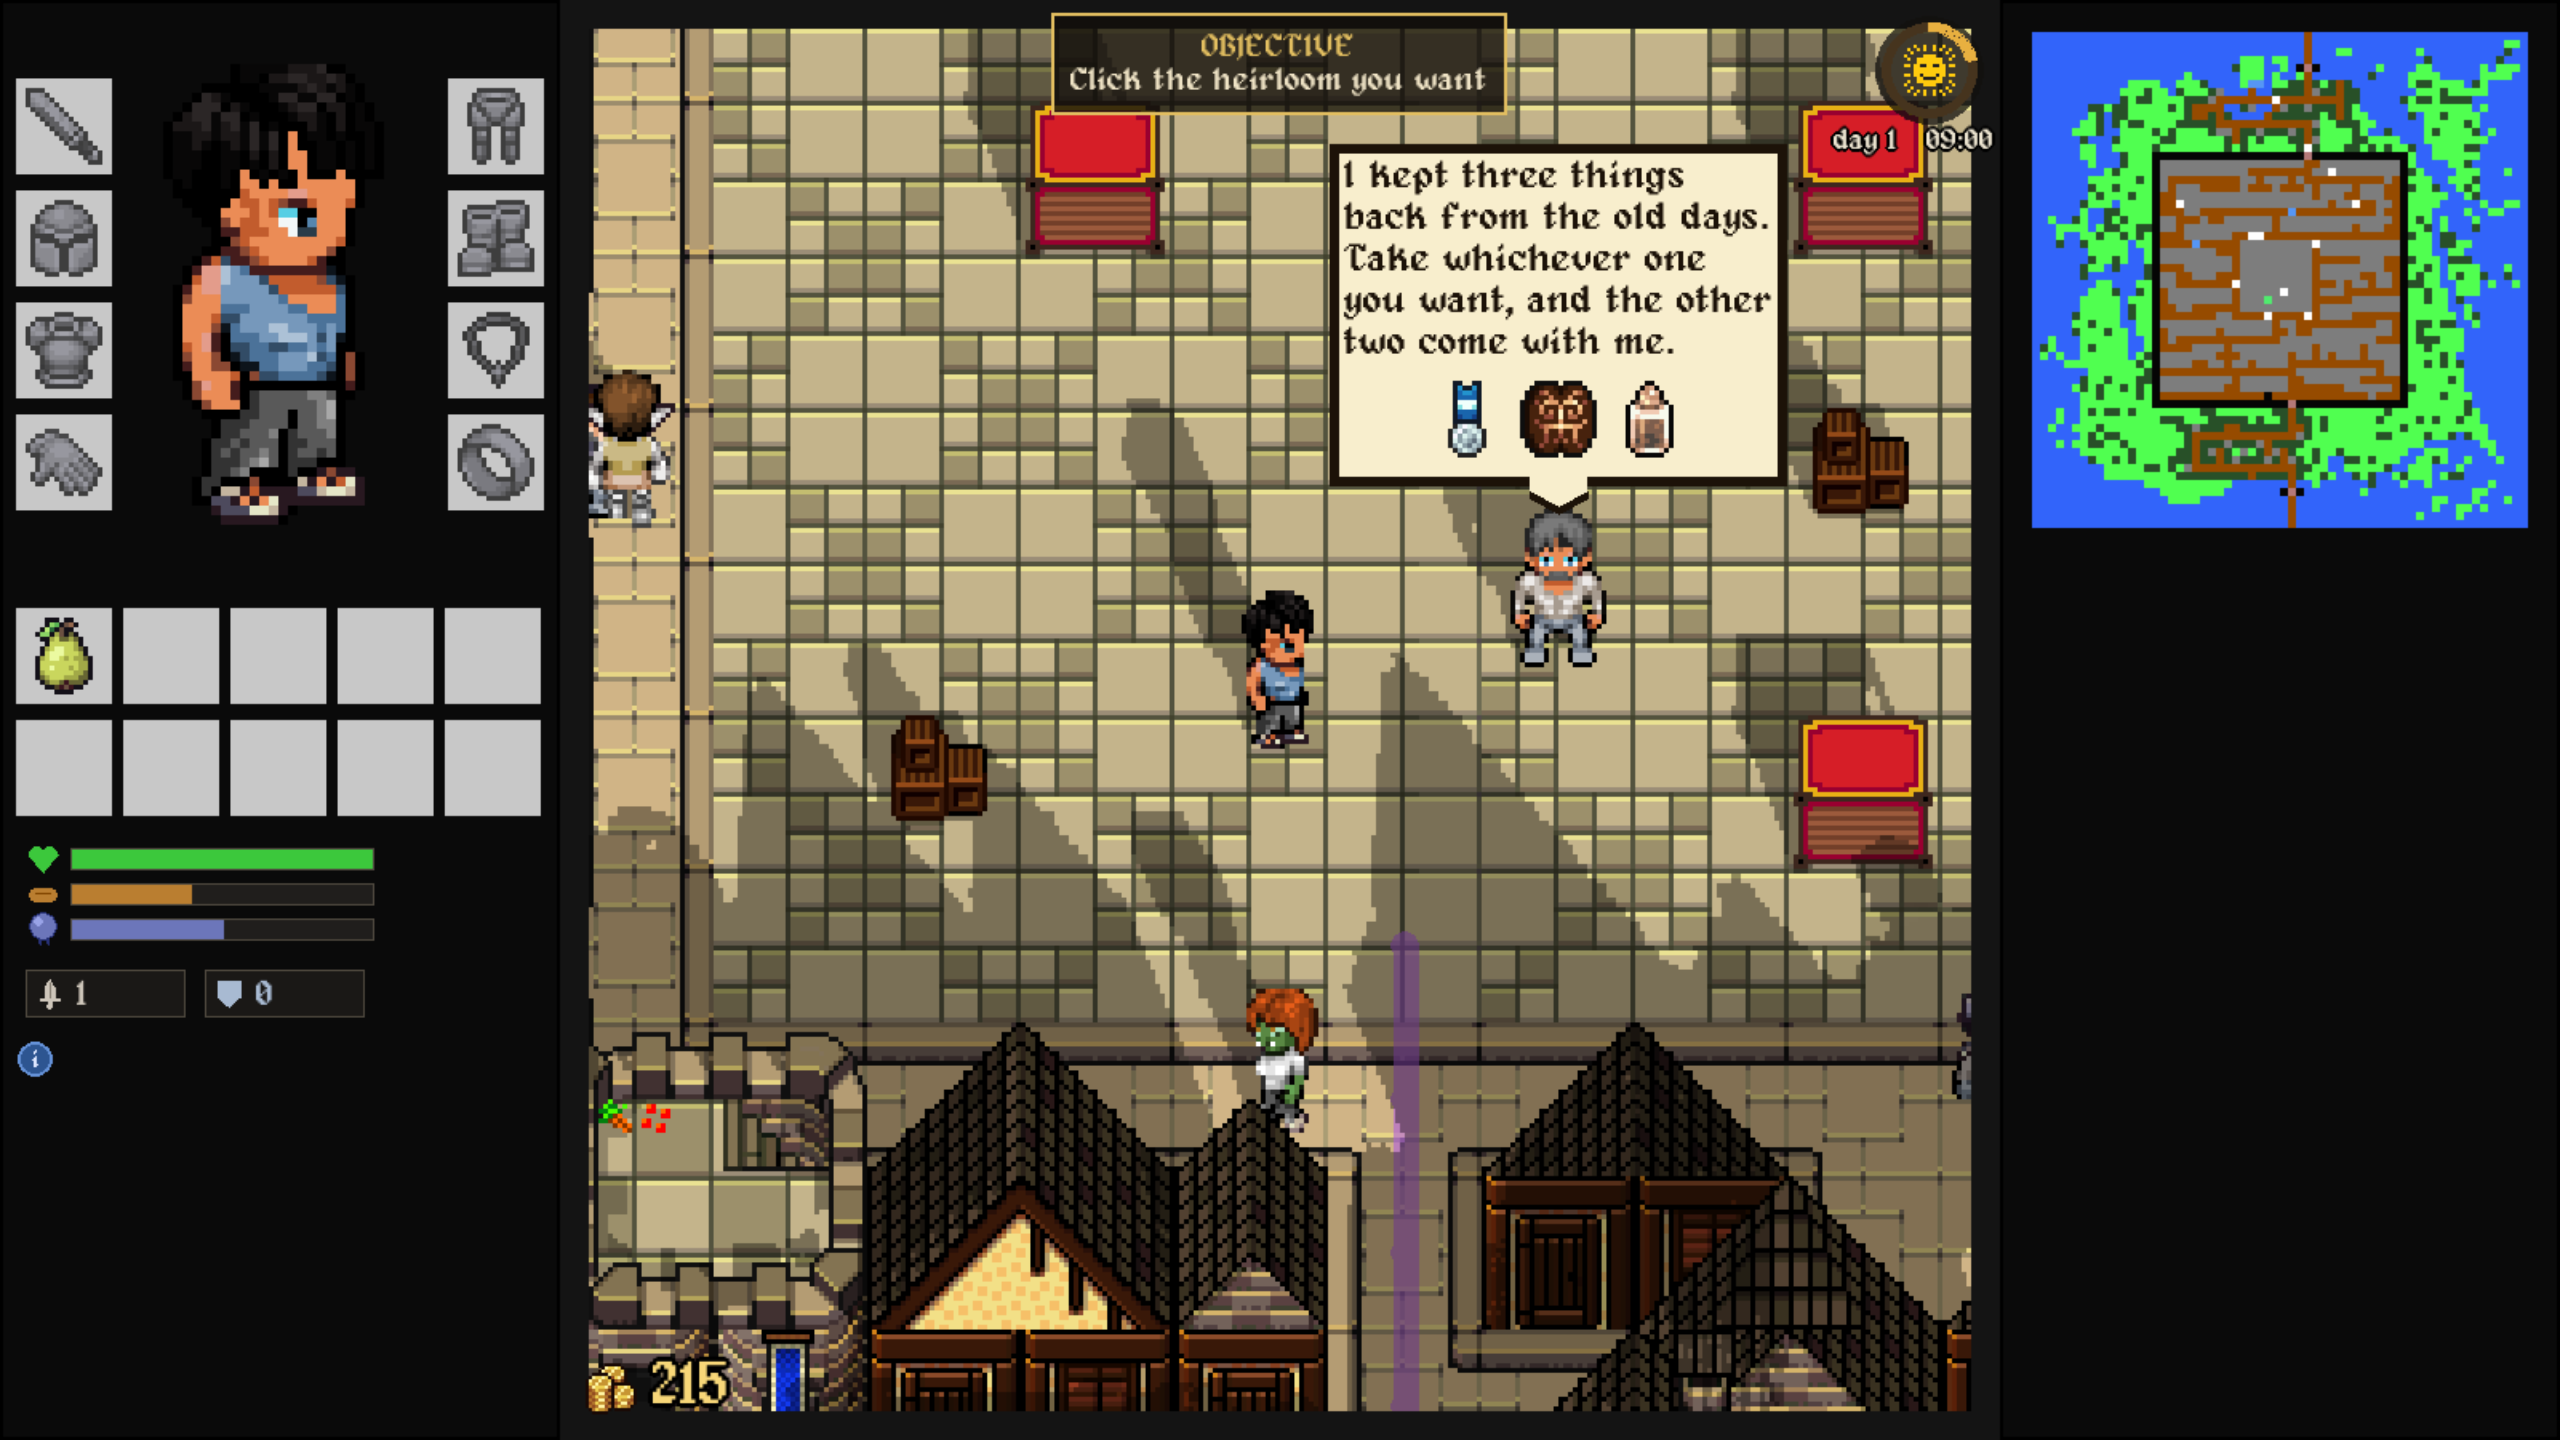 OBJECTIVE
Click the heirloom you want
day 1 09:00
I kept three things
back from the old days.
Take whichever one
you want, and the other
two come with me.
1 0
i
215